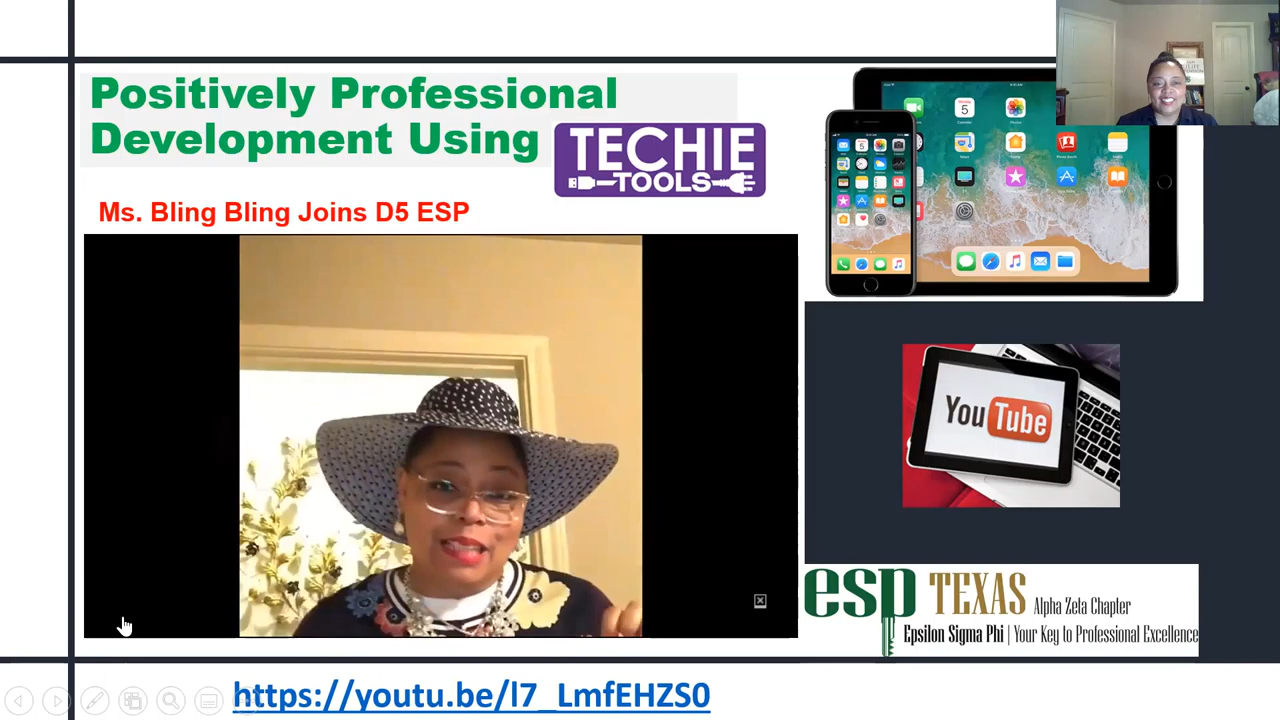 Positively Professional
Development Using
TECHIE
TOOLS
Ms. Bling Bling Joins D5 ESP
You Tube
esp TEXAS Alpha Zeta Chapter
Epsilon Sigma Phi | Your Key to Professional Excellence
https://youtu.be/l7_LmfEHZS0